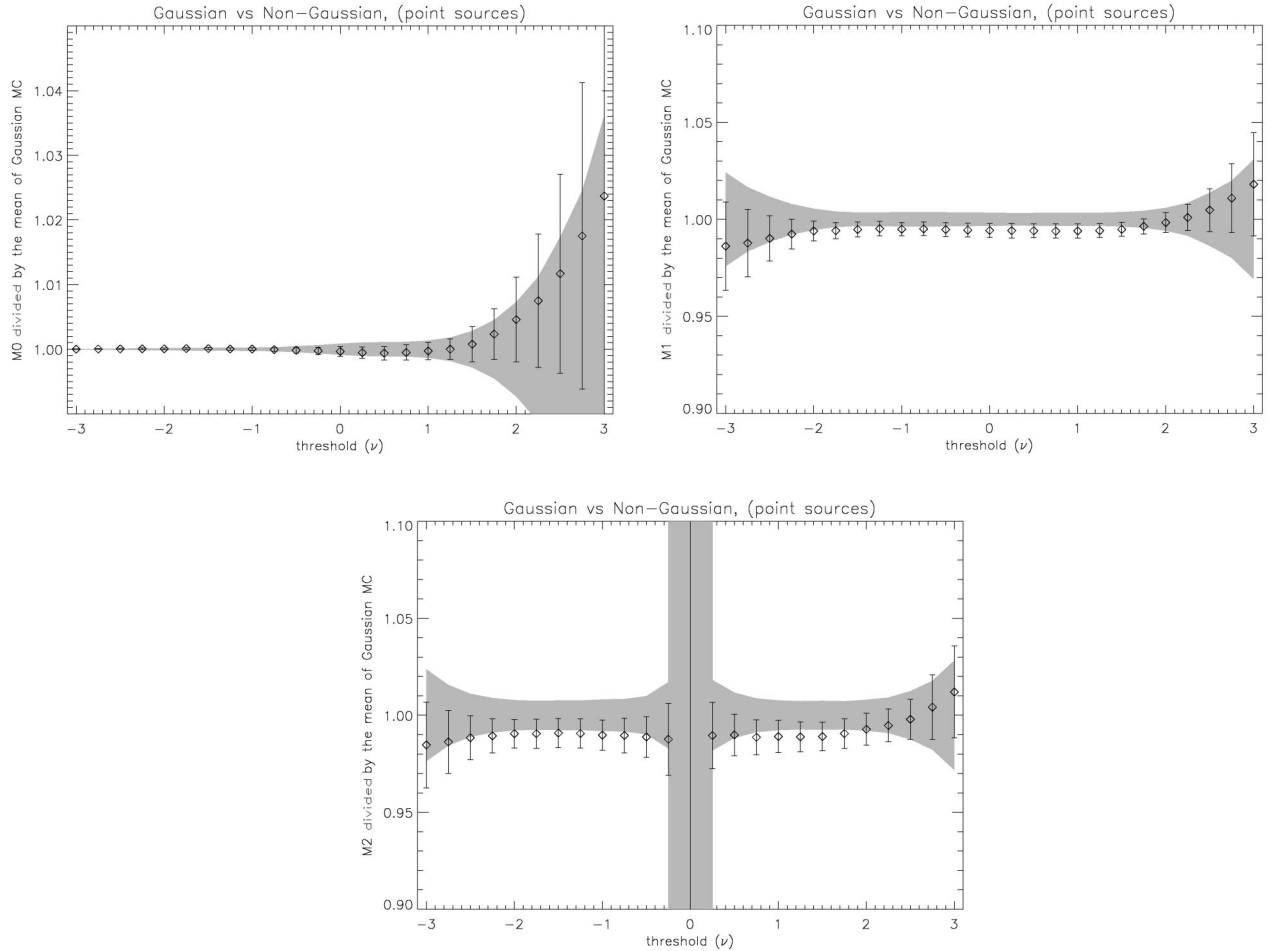 Gaussian vs Non-Gaussian, (point sources)
M0 divided by the mean of Gaussian MC
1.04
1.03
1.02
1.01
1.00
-3 -2 -1 0 1 2 3
threshold (ν)
Gaussian vs Non-Gaussian, (point sources)
M1 divided by the mean of Gaussian MC
1.10
1.05
1.00
0.95
0.90
-3 -2 -1 0 1 2 3
threshold (ν)
Gaussian vs Non-Gaussian, (point sources)
M2 divided by the mean of Gaussian MC
1.10
1.05
1.00
0.95
0.90
-3 -2 -1 0 1 2 3
threshold (ν)